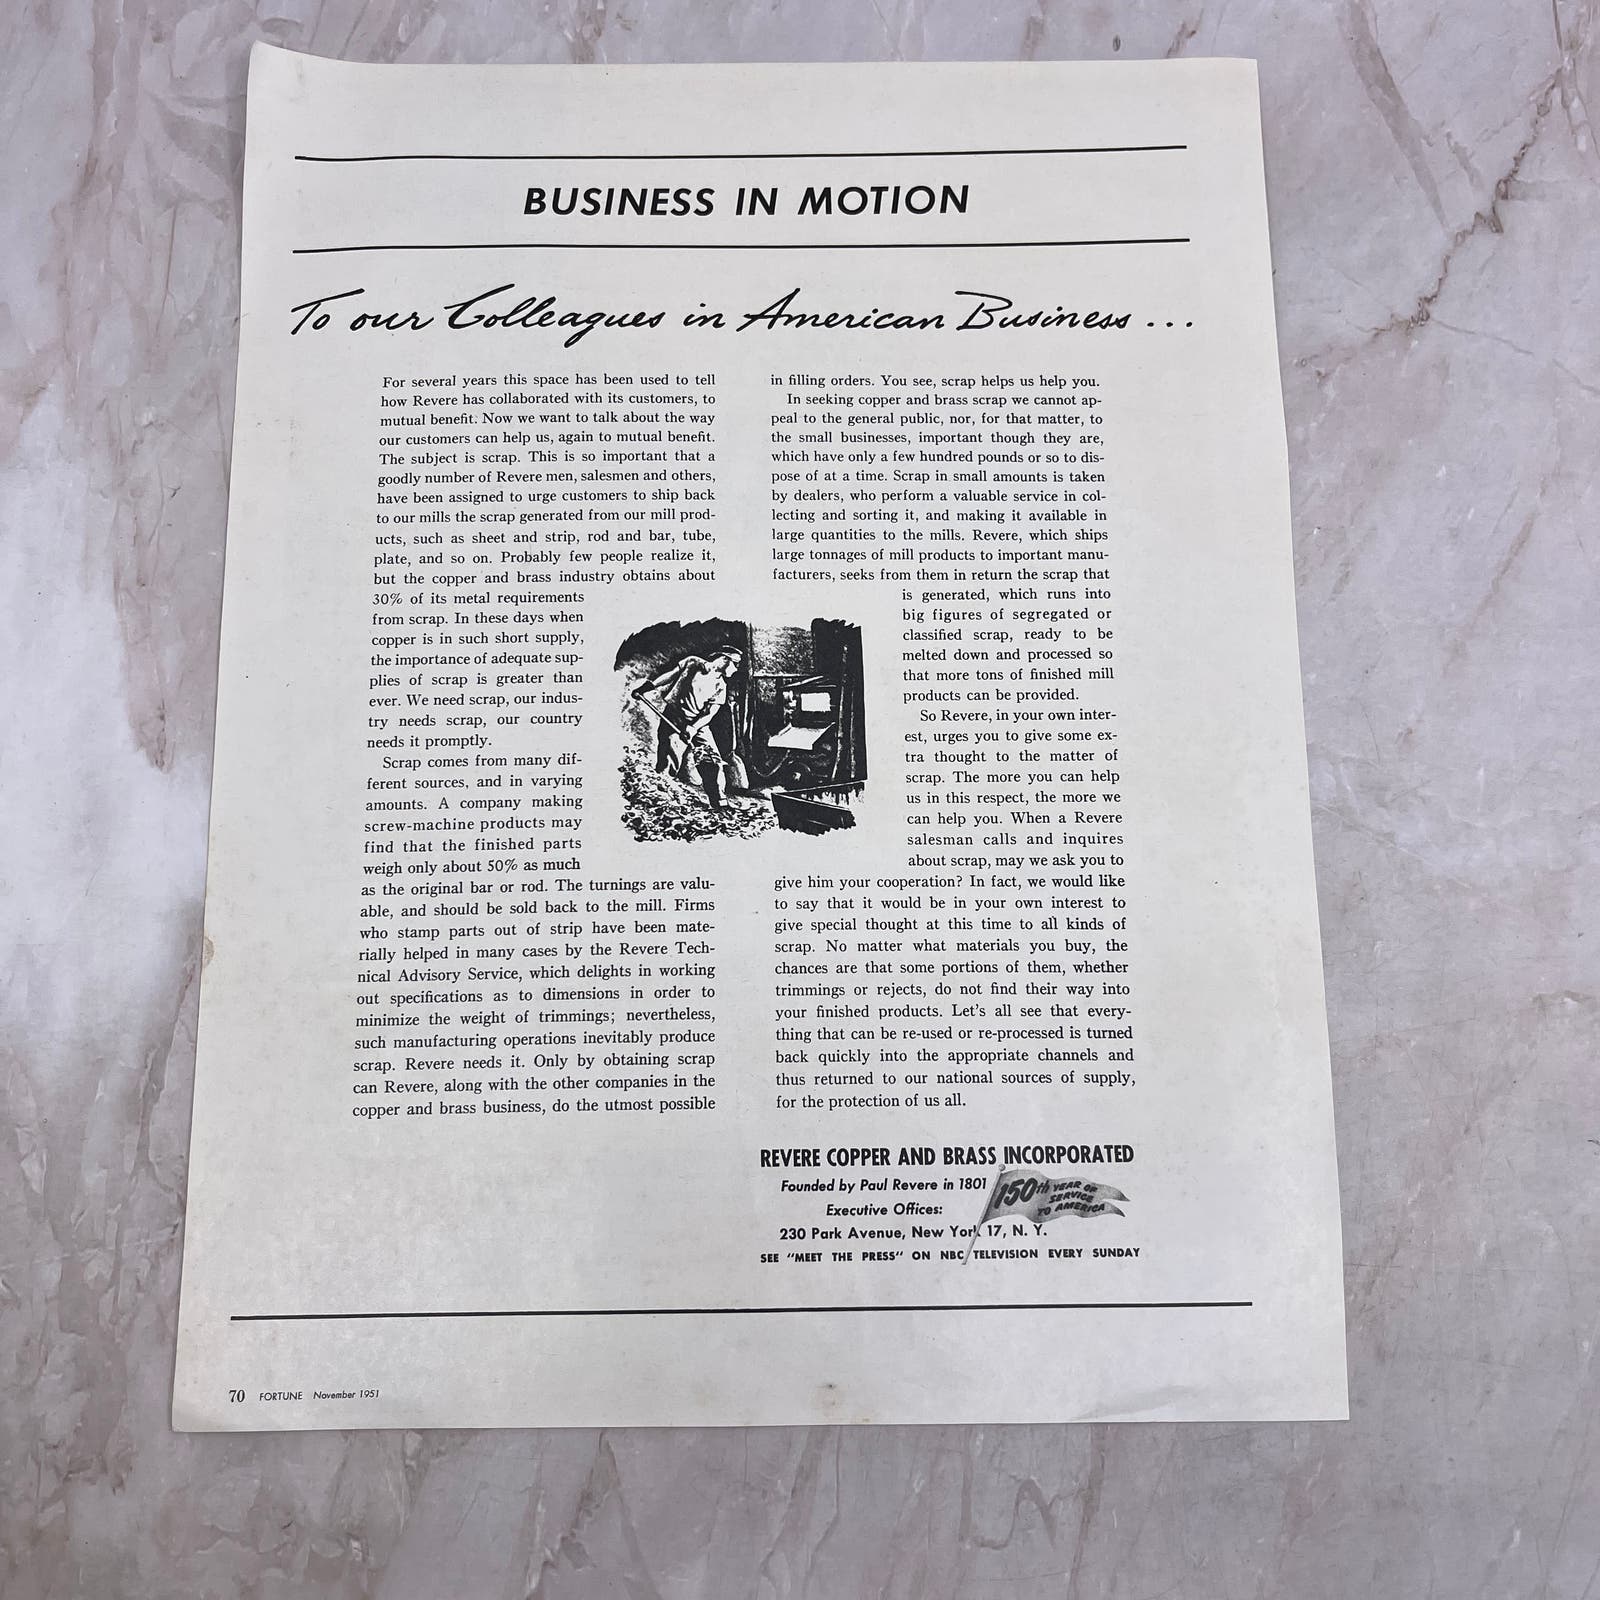 BUSINESS IN MOTION
To our Colleagues in American Business ...
For several years this space has been used to tell
how Revere has collaborated with its customers, to
mutual benefit. Now we want to talk about the way
our customers can help us, again to mutual benefit.
The subject is scrap. This is so important that a
goodly number of Revere men, salesmen and others,
have been assigned to urge customers to ship back
to our mills the scrap generated from our mill prod-
ucts, such as sheet and strip, rod and bar, tube,
plate, and so on. Probably few people realize it,
but the copper and brass industry obtains about
30% of its metal requirements
from scrap. In these days when
copper is in such short supply,
the importance of adequate sup-
plies of scrap is greater than
ever. We need scrap, our indus-
try needs scrap, our country
needs it promptly.
Scrap comes from many dif-
ferent sources, and in varying
amounts. A company making
screw-machine products may
find that the finished parts
weigh only about 50% as much
as the original bar or rod. The turnings are valu-
able, and should be sold back to the mill. Firms
who stamp parts out of strip have been mate-
rially helped in many cases by the Revere Tech-
nical Advisory Service, which delights in working
out specifications as to dimensions in order to
minimize the weight of trimmings; nevertheless,
such manufacturing operations inevitably produce
scrap. Revere needs it. Only by obtaining scrap
can Revere, along with the other companies in the
copper and brass business, do the utmost possible
in filling orders. You see, scrap helps us help you.
In seeking copper and brass scrap we cannot ap-
peal to the general public, nor, for that matter, to
the small businesses, important though they are,
which have only a few hundred pounds or so to dis-
pose of at a time. Scrap in small amounts is taken
by dealers, who perform a valuable service in col-
lecting and sorting it, and making it available in
large quantities to the mills. Revere, which ships
large tonnages of mill products to important manu-
facturers, seeks from them in return the scrap that
is generated, which runs into
big figures of segregated or
classified scrap, ready to be
melted down and processed so
that more tons of finished mill
products can be provided.
So Revere, in your own inter-
est, urges you to give some ex-
tra thought to the matter of
scrap. The more you can help
us in this respect, the more we
can help you. When a Revere
salesman calls and inquires
about scrap, may we ask you to
give him your cooperation? In fact, we would like
to say that it would be in your own interest to
give special thought at this time to all kinds of
scrap. No matter what materials you buy, the
chances are that some portions of them, whether
trimmings or rejects, do not find their way into
your finished products. Let's all see that every-
thing that can be re-used or re-processed is turned
back quickly into the appropriate channels and
thus returned to our national sources of supply,
for the protection of us all.
REVERE COPPER AND BRASS INCORPORATED
Founded by Paul Revere in 1801
150th YEAR OF
SERVICE
TO AMERICA
Executive Offices:
230 Park Avenue, New York 17, N. Y.
SEE "MEET THE PRESS" ON NBC TELEVISION EVERY SUNDAY
70 FORTUNE November 1951